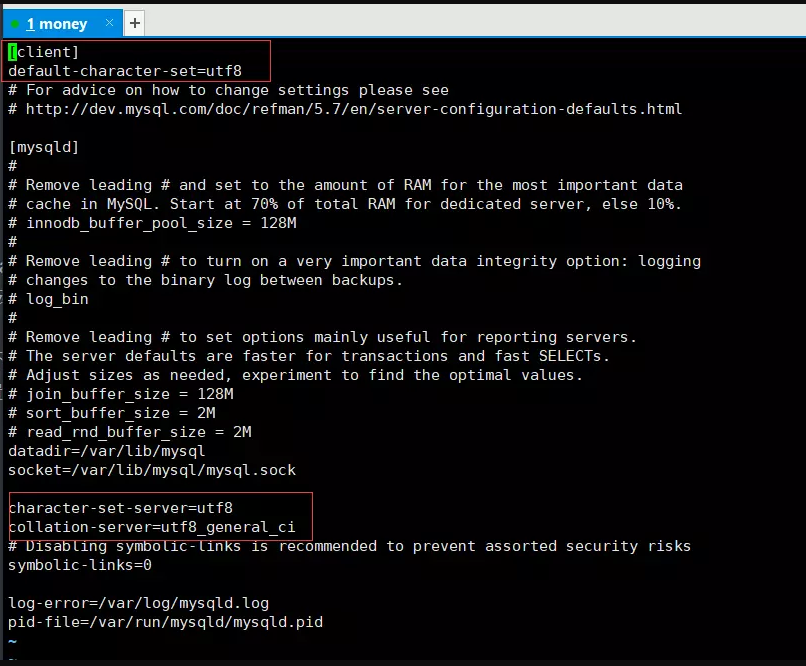 1 money × +
[client]
default-character-set=utf8
# For advice on how to change settings please see
# http://dev.mysql.com/doc/refman/5.7/en/server-configuration-defaults.html
[mysqld]
#
# Remove leading # and set to the amount of RAM for the most important data
# cache in MySQL. Start at 70% of total RAM for dedicated server, else 10%.
# innodb_buffer_pool_size = 128M
#
# Remove leading # to turn on a very important data integrity option: logging
# changes to the binary log between backups.
# log_bin
#
# Remove leading # to set options mainly useful for reporting servers.
# The server defaults are faster for transactions and fast SELECTs.
# Adjust sizes as needed, experiment to find the optimal values.
# join_buffer_size = 128M
# sort_buffer_size = 2M
# read_rnd_buffer_size = 2M
datadir=/var/lib/mysql
socket=/var/lib/mysql/mysql.sock
character-set-server=utf8
collation-server=utf8_general_ci
# Disabling symbolic-links is recommended to prevent assorted security risks
symbolic-links=0
log-error=/var/log/mysqld.log
pid-file=/var/run/mysqld/mysqld.pid
~